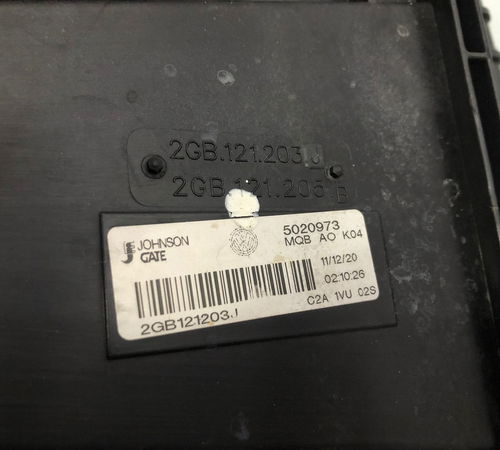 2GB.121.203.J
2GB.121.205.B
JOHNSON
GATE
5020973
MQB AO K04
11/12/20
02:10:26
C2A 1VU 02S
2GB121203J